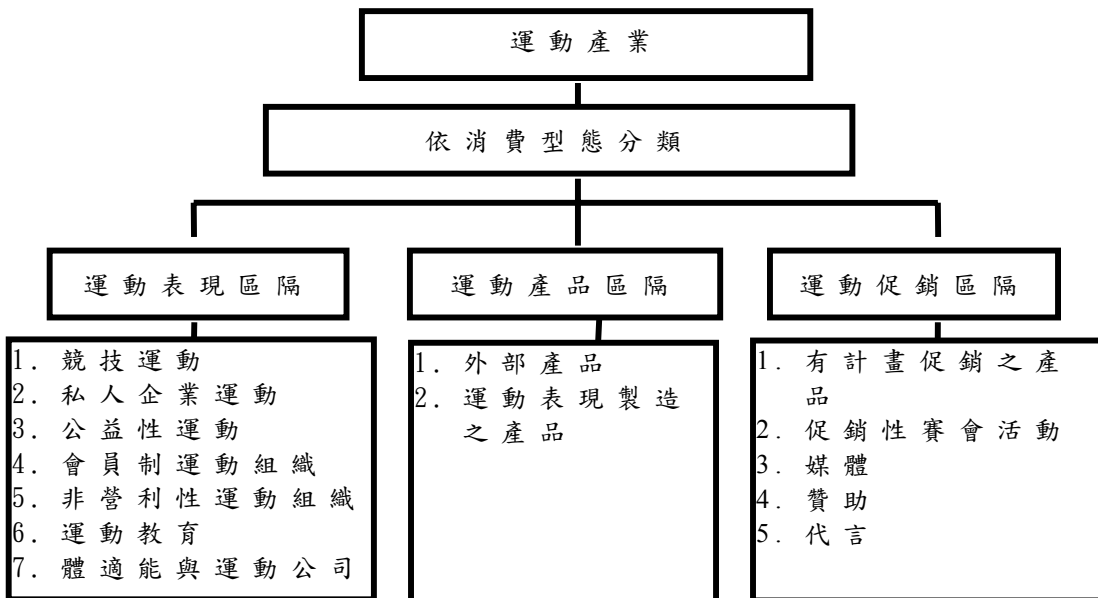 運動產業
依消費型態分類
運動表現區隔
1. 競技運動
2. 私人企業運動
3. 公益性運動
4. 會員制運動組織
5. 非營利性運動組織
6. 運動教育
7. 體適能與運動公司
運動產品區隔
1. 外部產品
2. 運動表現製造
之產品
運動促銷區隔
1. 有計畫促銷之產
品
2. 促銷性賽會活動
3. 媒體
4. 贊助
5. 代言